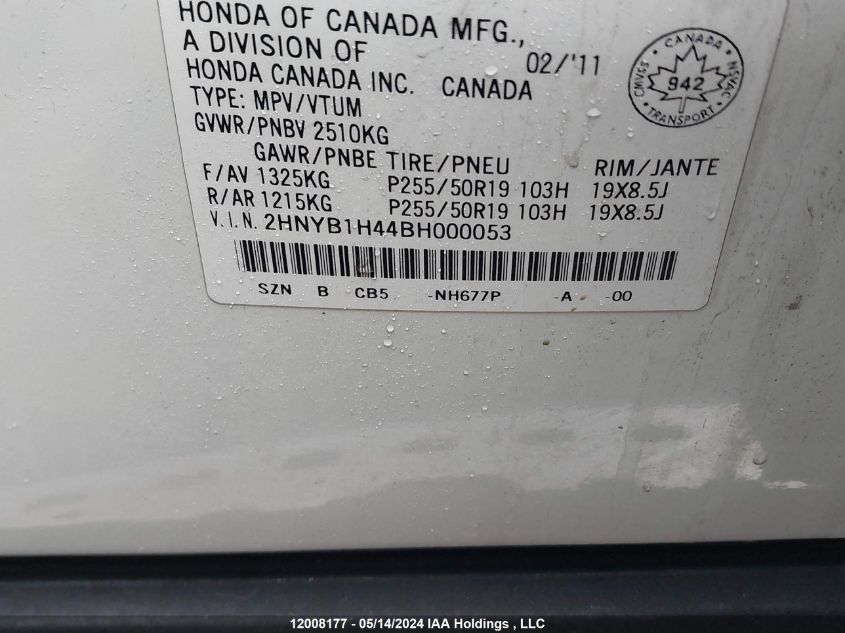 HONDA OF CANADA MFG.,
A DIVISION OF
HONDA CANADA INC. CANADA 02/'11
TYPE: MPV/VTUM
GVWR/PNBV 2510KG
GAWR/PNBE TIRE/PNEU RIM/JANTE
F/AV 1325KG P255/50R19 103H 19X8.5J
R/AR 1215KG P255/50R19 103H 19X8.5J
V.I.N. 2HNYB1H44BH000053
SZN B CB5 -NH677P -A -00
CANADA
CMVSS 942 NSVAC
TRANSPORT
12008177 - 05/14/2024 IAA Holdings , LLC